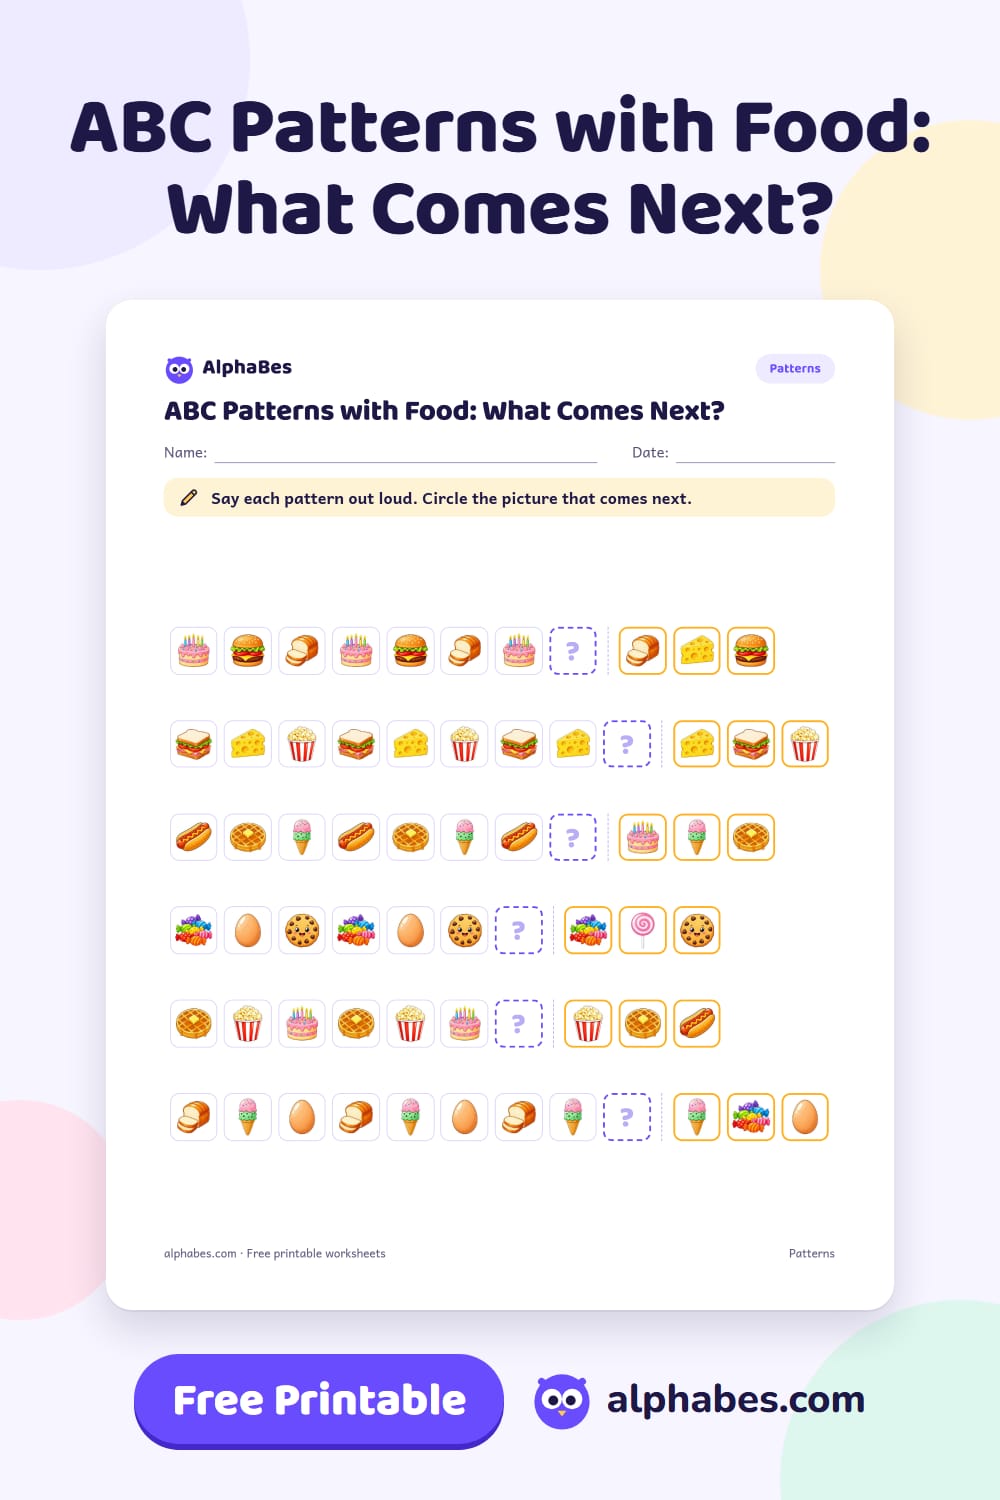 ABC Patterns with Food:
What Comes Next?
AlphaBes
Patterns
ABC Patterns with Food: What Comes Next?
Name:
Date:
Say each pattern out loud. Circle the picture that comes next.
?
?
?
?
?
?
alphabes.com · Free printable worksheets
Patterns
Free Printable
alphabes.com